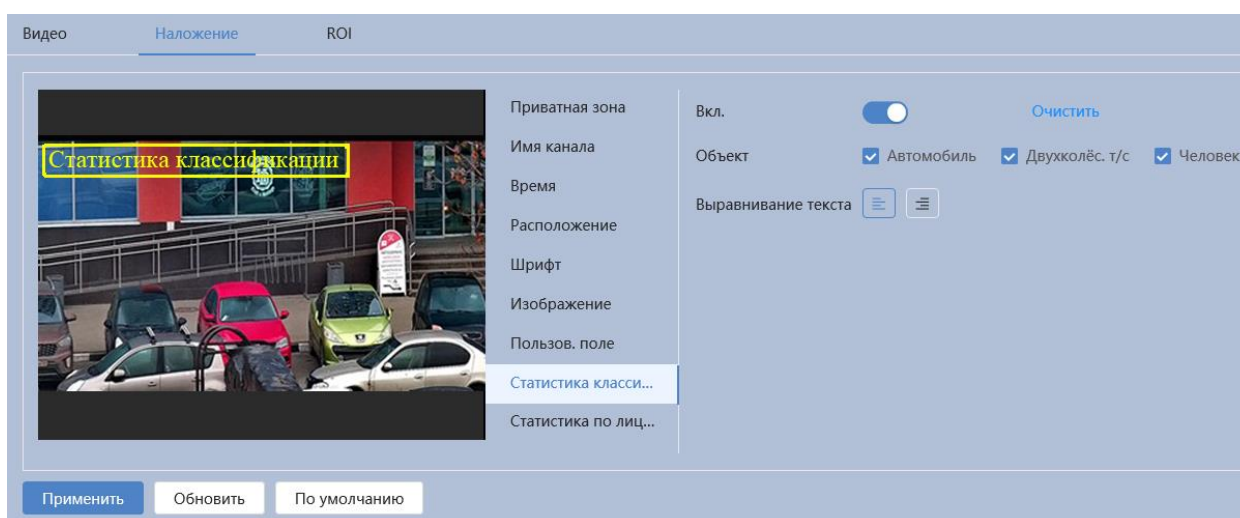 Видео Наложение ROI
Статистика классификации
Приватная зона
Имя канала
Время
Расположение
Шрифт
Изображение
Пользов. поле
Статистика класси...
Статистика по лиц...
Вкл. Очистить
Объект Автомобиль Двухколёс. т/с Человек
Выравнивание текста
Применить Обновить По умолчанию